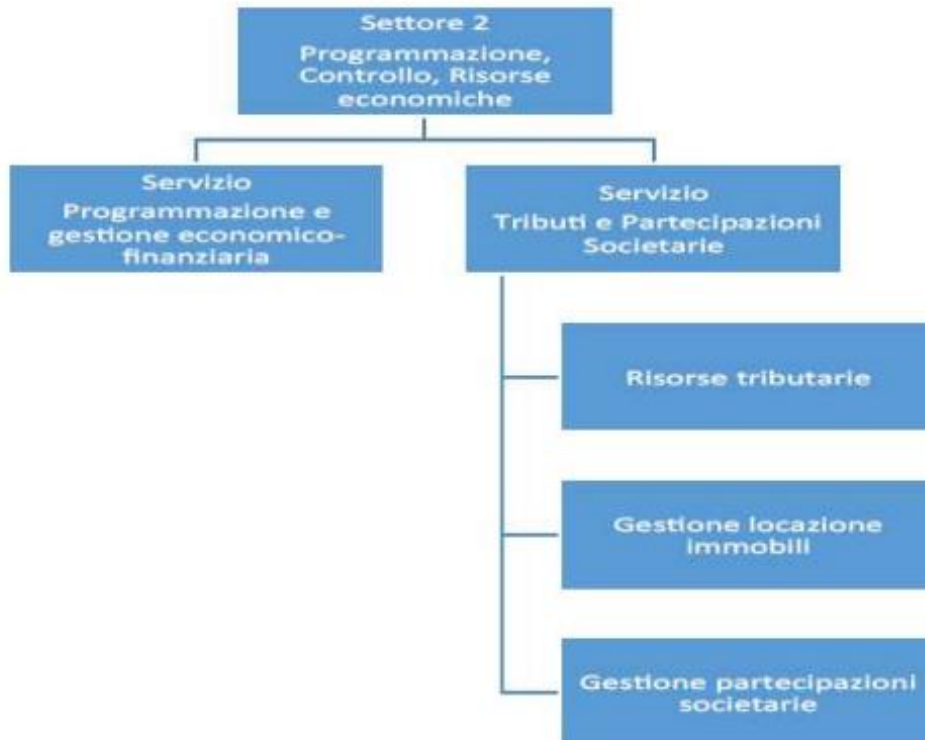 Settore 2
Programmazione,
Controllo, Risorse
economiche
Servizio
Programmazione e
gestione economico-
finanziaria
Servizio
Tributi e Partecipazioni
Societarie
Risorse tributarie
Gestione locazione
immobili
Gestione partecipazioni
societarie